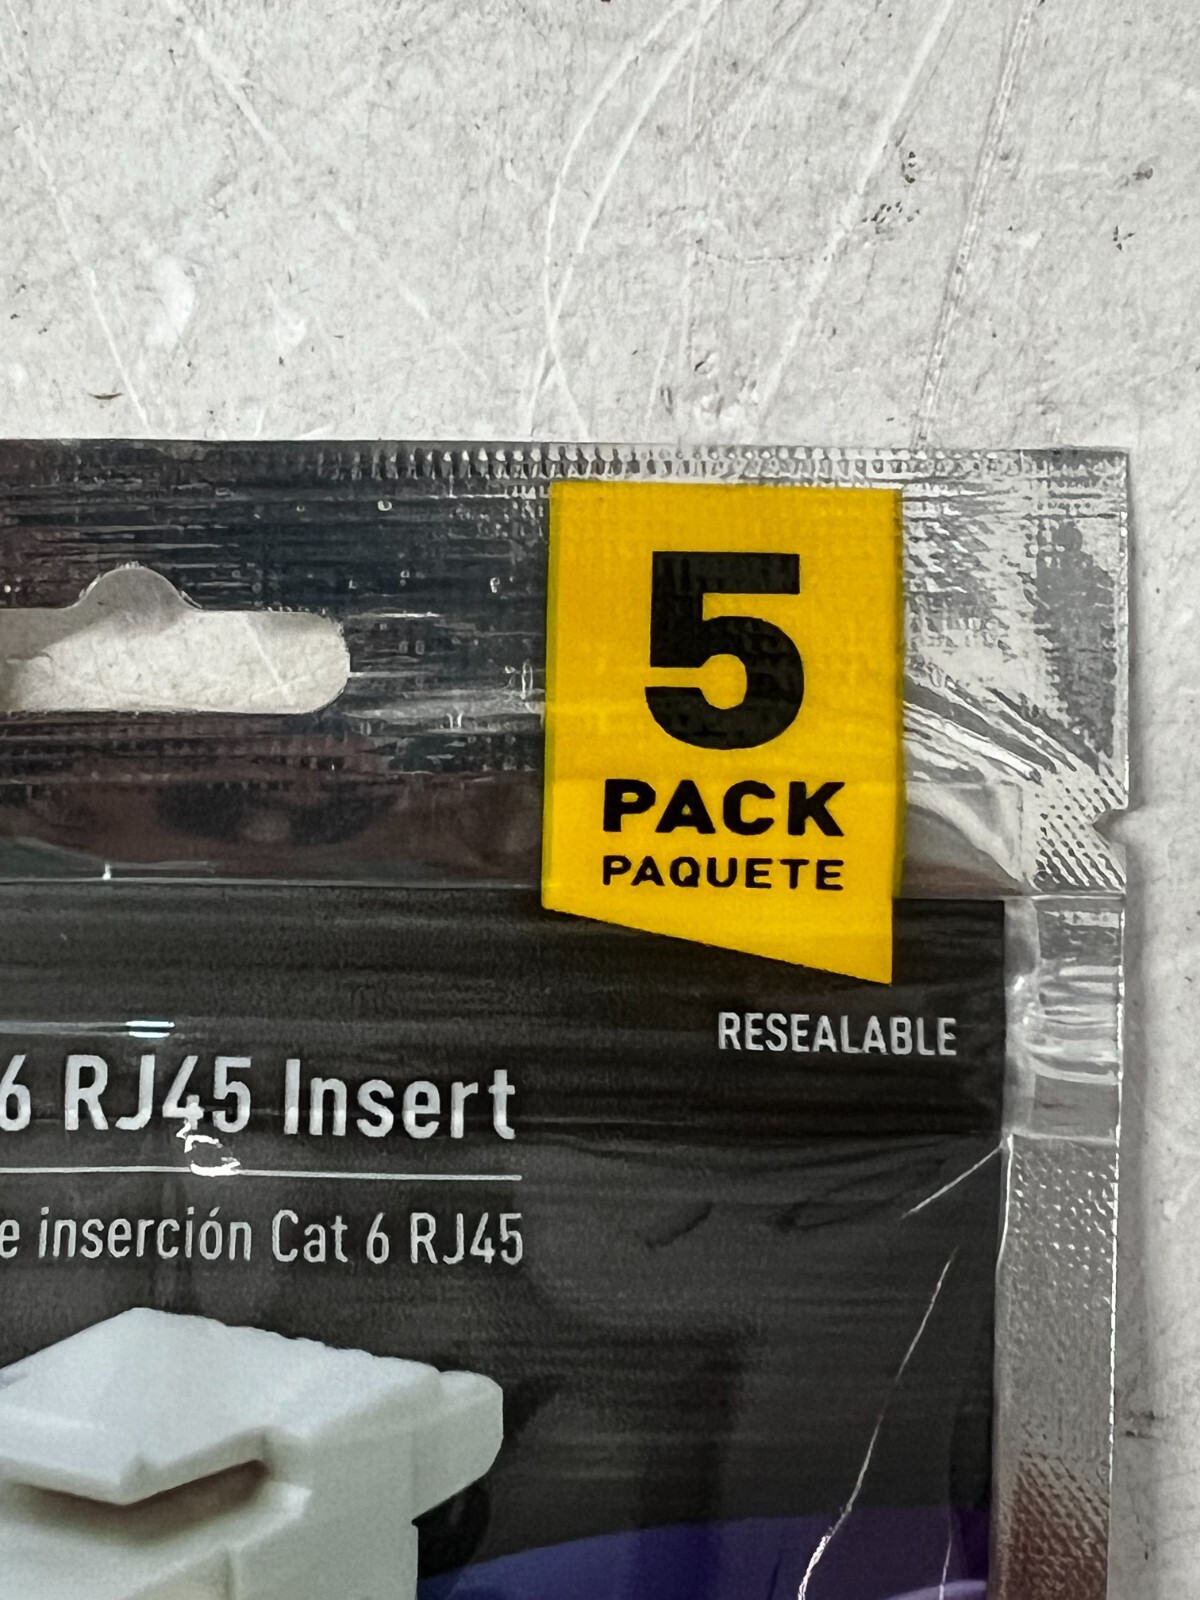 5
PACK
PAQUETE
RESEALABLE
6 RJ45 Insert
e inserción Cat 6 RJ45